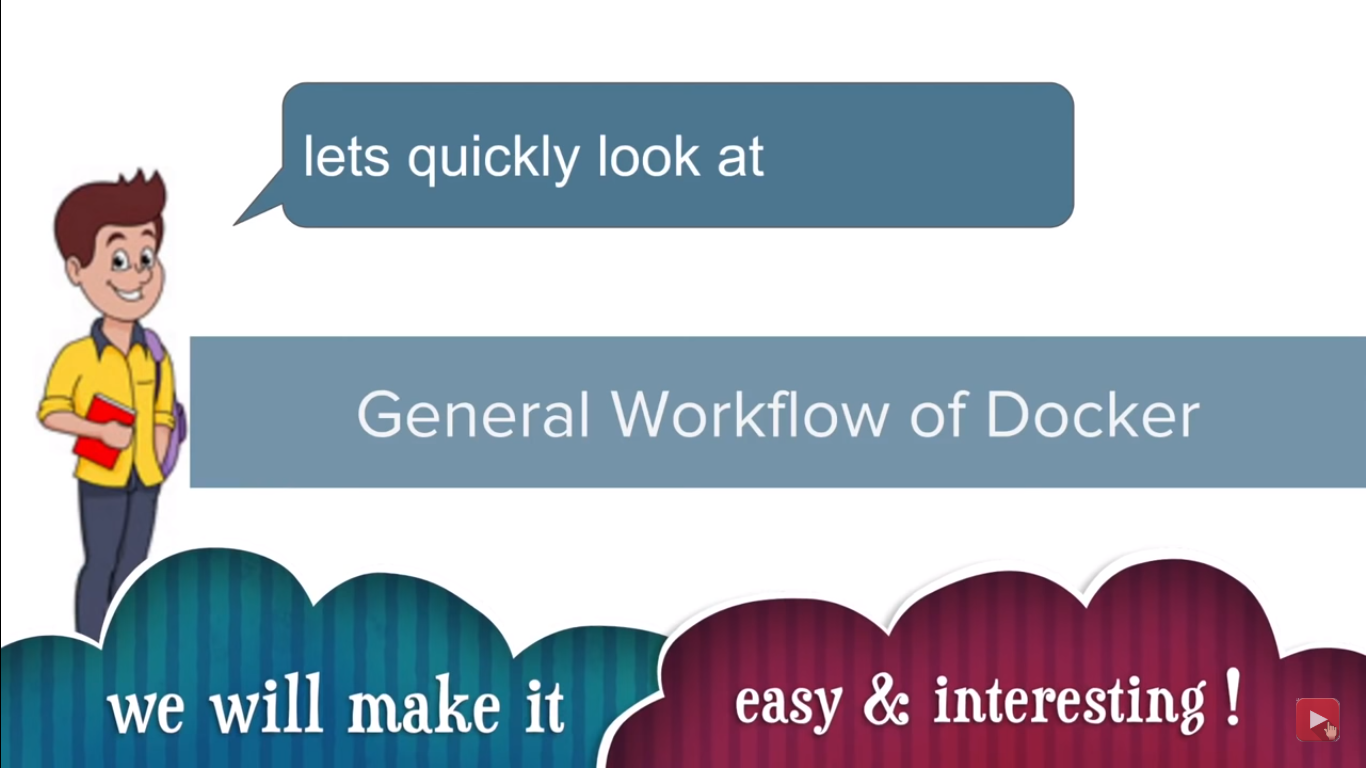 lets quickly look at
General Workflow of Docker
we will make it
easy & interesting !